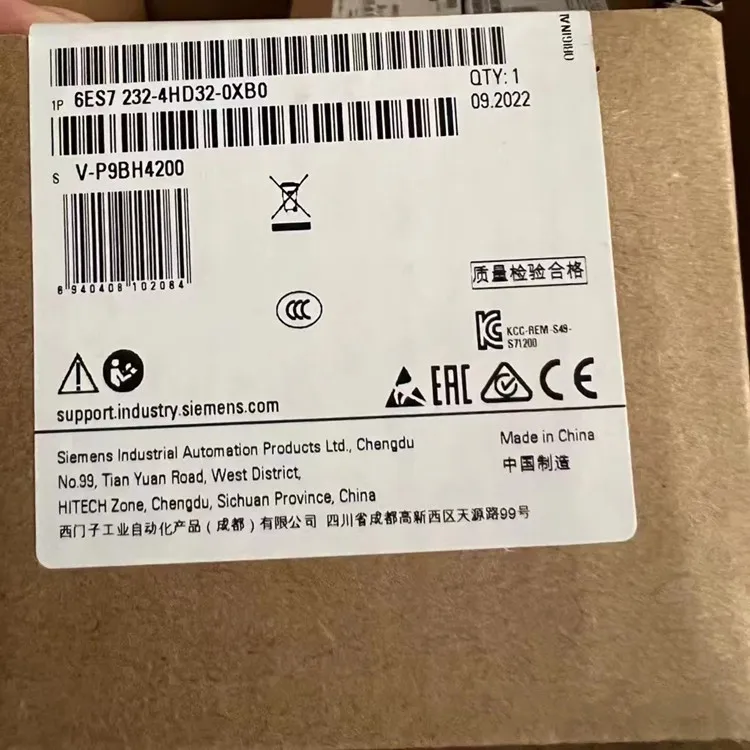 ORIGINAL
1P 6ES7 232-4HD32-0XB0
QTY: 1
09.2022
S V-P9BH4200
6 940408 102084
质量检验合格
CCC
KCC-REM-S49-
S71200
EAC
CE
support.industry.siemens.com
Siemens Industrial Automation Products Ltd., Chengdu
No.99, Tian Yuan Road, West District,
HITECH Zone, Chengdu, Sichuan Province, China
西门子工业自动化产品(成都)有限公司 四川省成都高新西区天源路99号
Made in China
中国制造